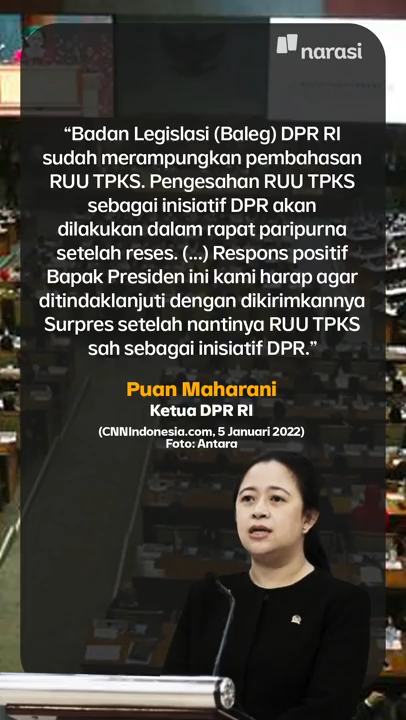 narasi
“Badan Legislasi (Baleg) DPR RI
sudah merampungkan pembahasan
RUU TPKS. Pengesahan RUU TPKS
sebagai inisiatif DPR akan
dilakukan dalam rapat paripurna
setelah reses. (...) Respons positif
Bapak Presiden ini kami harap agar
ditindaklanjuti dengan dikirimkannya
Surpres setelah nantinya RUU TPKS
sah sebagai inisiatif DPR.”
Puan Maharani
Ketua DPR RI
(CNNIndonesia.com, 5 Januari 2022)
Foto: Antara